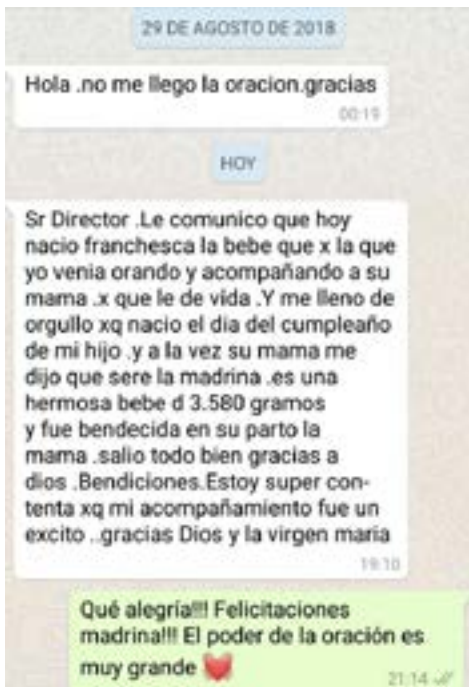 29 DE AGOSTO DE 2018
Hola .no me llego la oracion.gracias
00:19
HOY
Sr Director .Le comunico que hoy
nacio franchesca la bebe que x la que
yo venia orando y acompañando a su
mama .x que le de vida .Y me lleno de
orgullo xq nacio el dia del cumpleaño
de mi hijo .y a la vez su mama me
dijo que sere la madrina .es una
hermosa bebe d 3.580 gramos
y fue bendecida en su parto la
mama .salio todo bien gracias a
dios .Bendiciones.Estoy super con-
tenta xq mi acompañamiento fue un
excito ..gracias Dios y la virgen maria
19:10
Qué alegría!!! Felicitaciones
madrina!!! El poder de la oración es
muy grande ❤
21:14